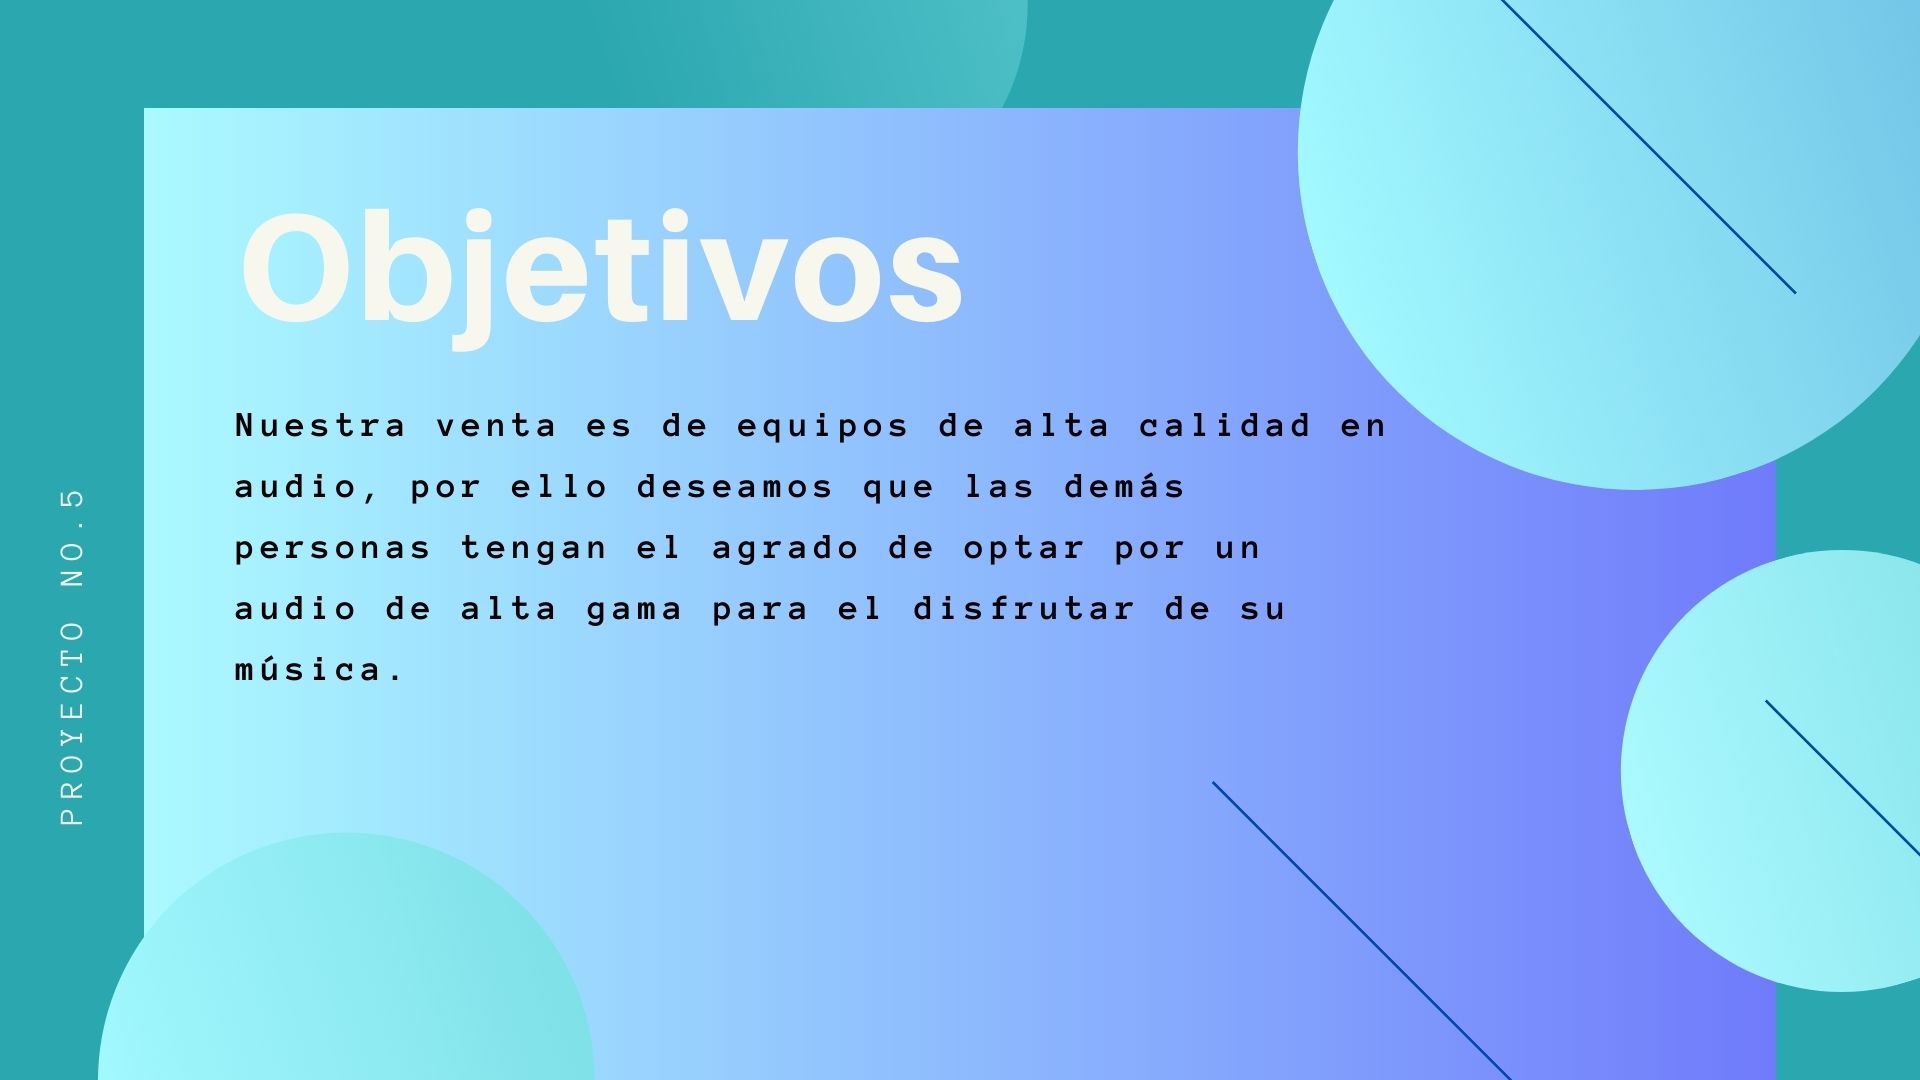 Objetivos
Nuestra venta es de equipos de alta calidad en
audio, por ello deseamos que las demás
personas tengan el agrado de optar por un
audio de alta gama para el disfrutar de su
música.
PROYECTO NO.5